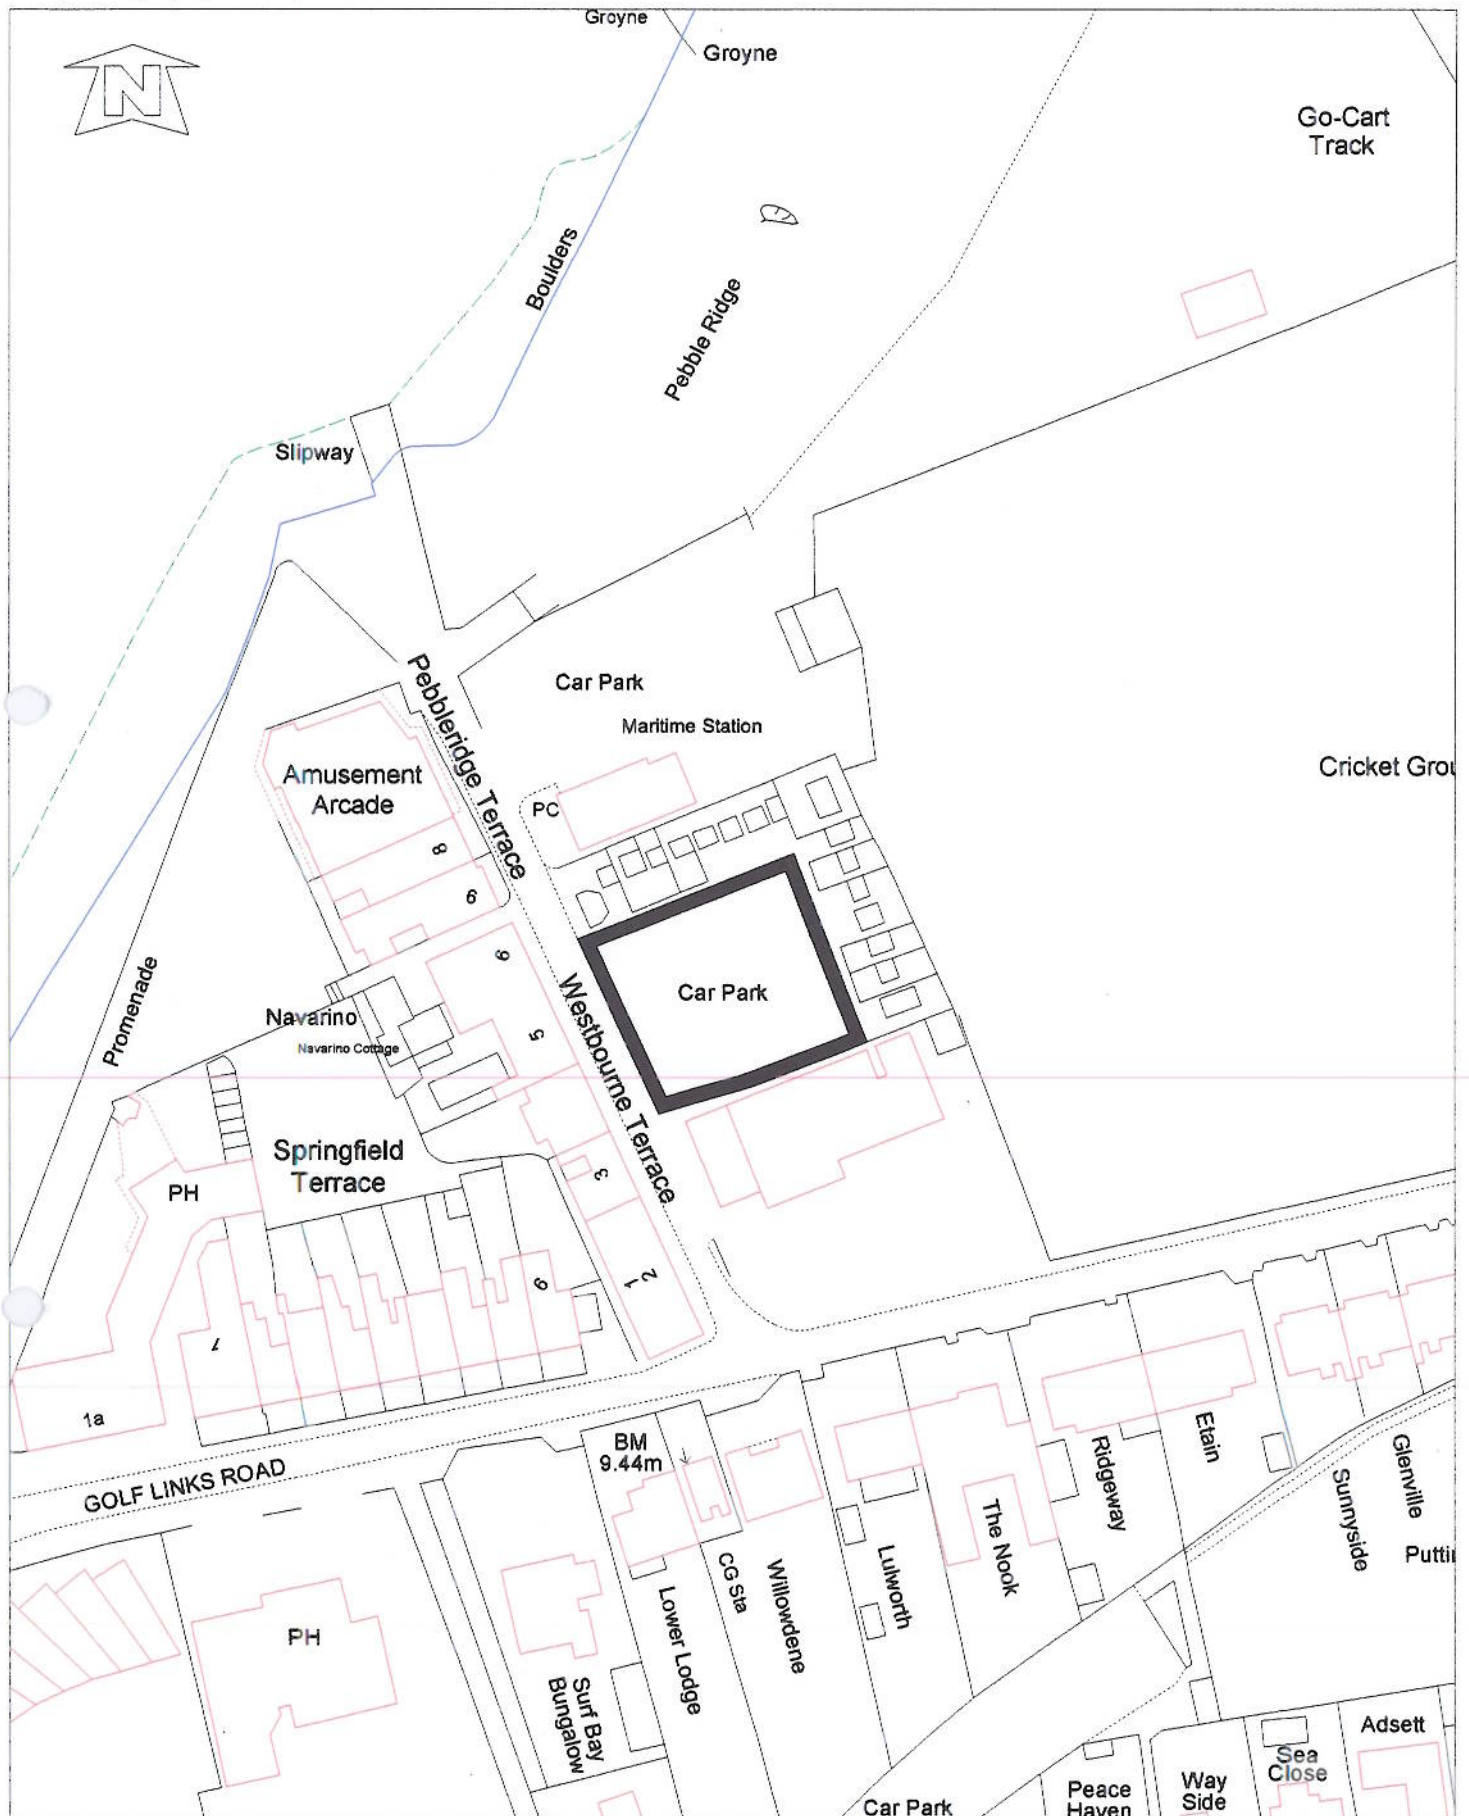 Groyne
Groyne
N
Go-Cart
Track
Boulders
Pebble Ridge
Slipway
Pebbleridge Terrace
Car Park
Maritime Station
Cricket Grou
Amusement
Arcade
PC
8
9
6
Westbourne Terrace
Car Park
5
Promenade
Navarino
Navarino Cottage
Springfield
Terrace
PH
3
1
2
9
1
1a
GOLF LINKS ROAD
BM
9.44m
Etain
Ridgeway
Glenville
Sunnyside
Puttin
The Nook
Lulworth
Willowdene
CG Sta
Lower Lodge
PH
Surf Bay
Bungalow
Adsett
Sea
Close
Way
Side
Peace
Haven
Car Park